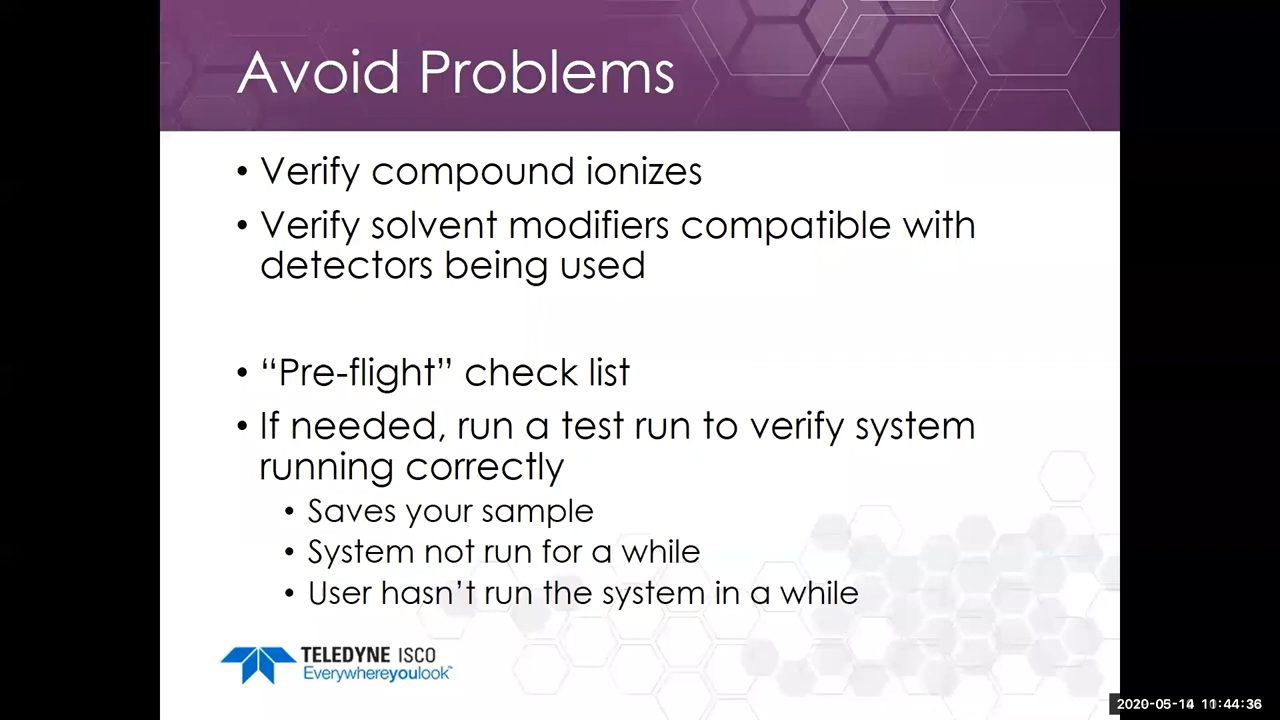 Avoid Problems
• Verify compound ionizes
• Verify solvent modifiers compatible with
detectors being used
• “Pre-flight” check list
• If needed, run a test run to verify system
running correctly
• Saves your sample
• System not run for a while
• User hasn’t run the system in a while
TELEDYNE ISCO
Everywhereyoulook™
2020-05-14 11:44:36